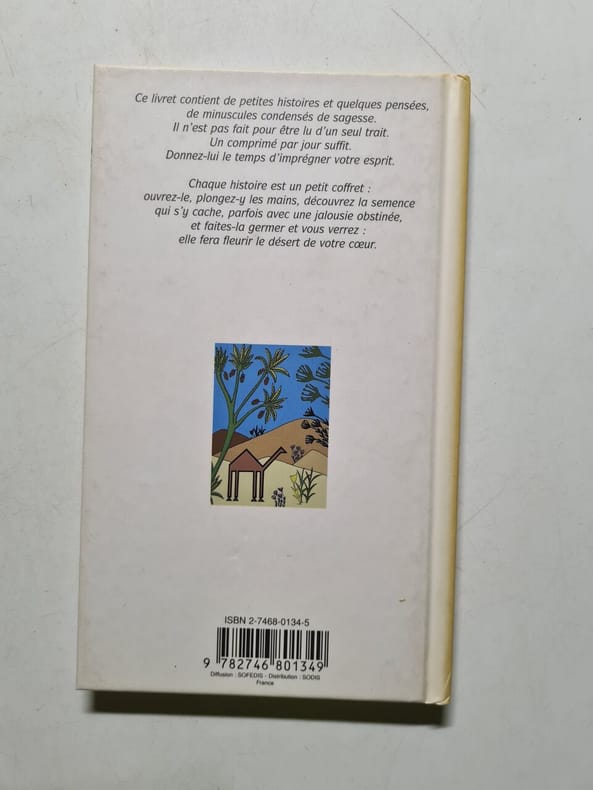 Ce livret contient de petites histoires et quelques pensées,
de minuscules condensés de sagesse.
Il n'est pas fait pour être lu d'un seul trait.
Un comprimé par jour suffit.
Donnez-lui le temps d'imprégner votre esprit.
Chaque histoire est un petit coffret :
ouvrez-le, plongez-y les mains, découvrez la semence
qui s'y cache, parfois avec une jalousie obstinée,
et faites-la germer et vous verrez :
elle fera fleurir le désert de votre cœur.
ISBN 2-7468-0134-5
9 782746 801349
Diffusion : SOFEDIS - Distribution : SODIS
France